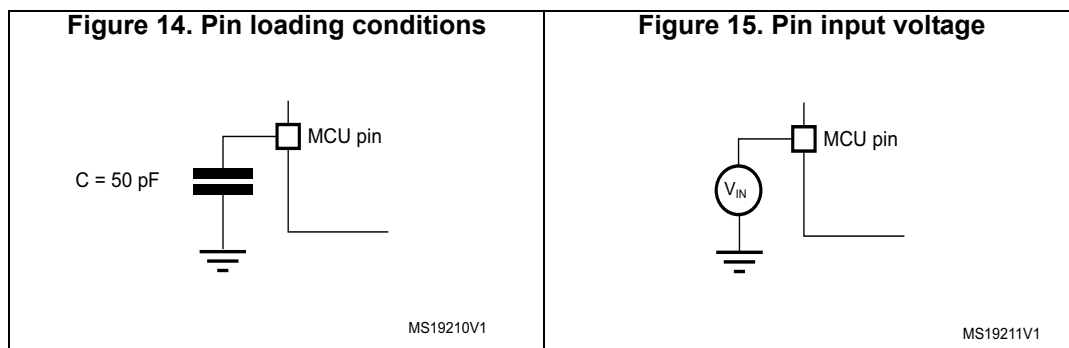 Figure 14. Pin loading conditions
MCU pin
C = 50 pF
MS19210V1
Figure 15. Pin input voltage
MCU pin
VIN
MS19211V1